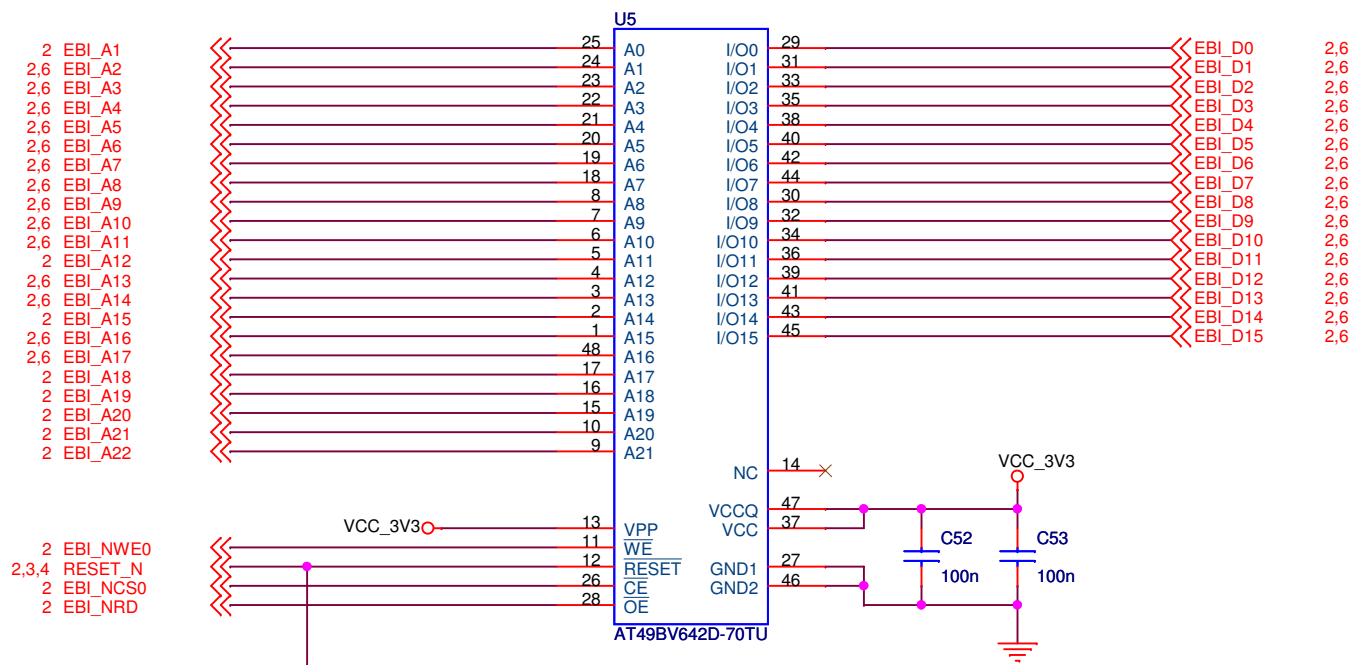 U5
2 EBI_A1 25 A0 I/O0 29 EBI_D0 2,6
2,6 EBI_A2 24 A1 I/O1 31 EBI_D1 2,6
2,6 EBI_A3 23 A2 I/O2 33 EBI_D2 2,6
2,6 EBI_A4 22 A3 I/O3 35 EBI_D3 2,6
2,6 EBI_A5 21 A4 I/O4 38 EBI_D4 2,6
2,6 EBI_A6 20 A5 I/O5 40 EBI_D5 2,6
2,6 EBI_A7 19 A6 I/O6 42 EBI_D6 2,6
2,6 EBI_A8 18 A7 I/O7 44 EBI_D7 2,6
2,6 EBI_A9 8 A8 I/O8 30 EBI_D8 2,6
2,6 EBI_A10 7 A9 I/O9 32 EBI_D9 2,6
2,6 EBI_A11 6 A10 I/O10 34 EBI_D10 2,6
2 EBI_A12 5 A11 I/O11 36 EBI_D11 2,6
2,6 EBI_A13 4 A12 I/O12 39 EBI_D12 2,6
2,6 EBI_A14 3 A13 I/O13 41 EBI_D13 2,6
2 EBI_A15 2 A14 I/O14 43 EBI_D14 2,6
2,6 EBI_A16 1 A15 I/O15 45 EBI_D15 2,6
2,6 EBI_A17 48 A16
2 EBI_A18 17 A17
2 EBI_A19 16 A18
2 EBI_A20 15 A19
2 EBI_A21 10 A20
2 EBI_A22 9 A21
NC 14 VCC_3V3
VCCQ 47
VCC_3V3 13 VPP VCC 37
2 EBI_NWE0 11 WE C52 C53
2,3,4 RESET_N 12 RESET GND1 27 100n 100n
2 EBI_NCS0 26 CE GND2 46
2 EBI_NRD 28 OE
AT49BV642D-70TU